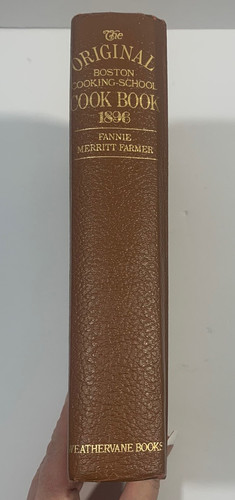 The
ORIGINAL
BOSTON
COOKING-SCHOOL
COOK BOOK
1896
FANNIE
MERRITT FARMER
WEATHERVANE BOOKS